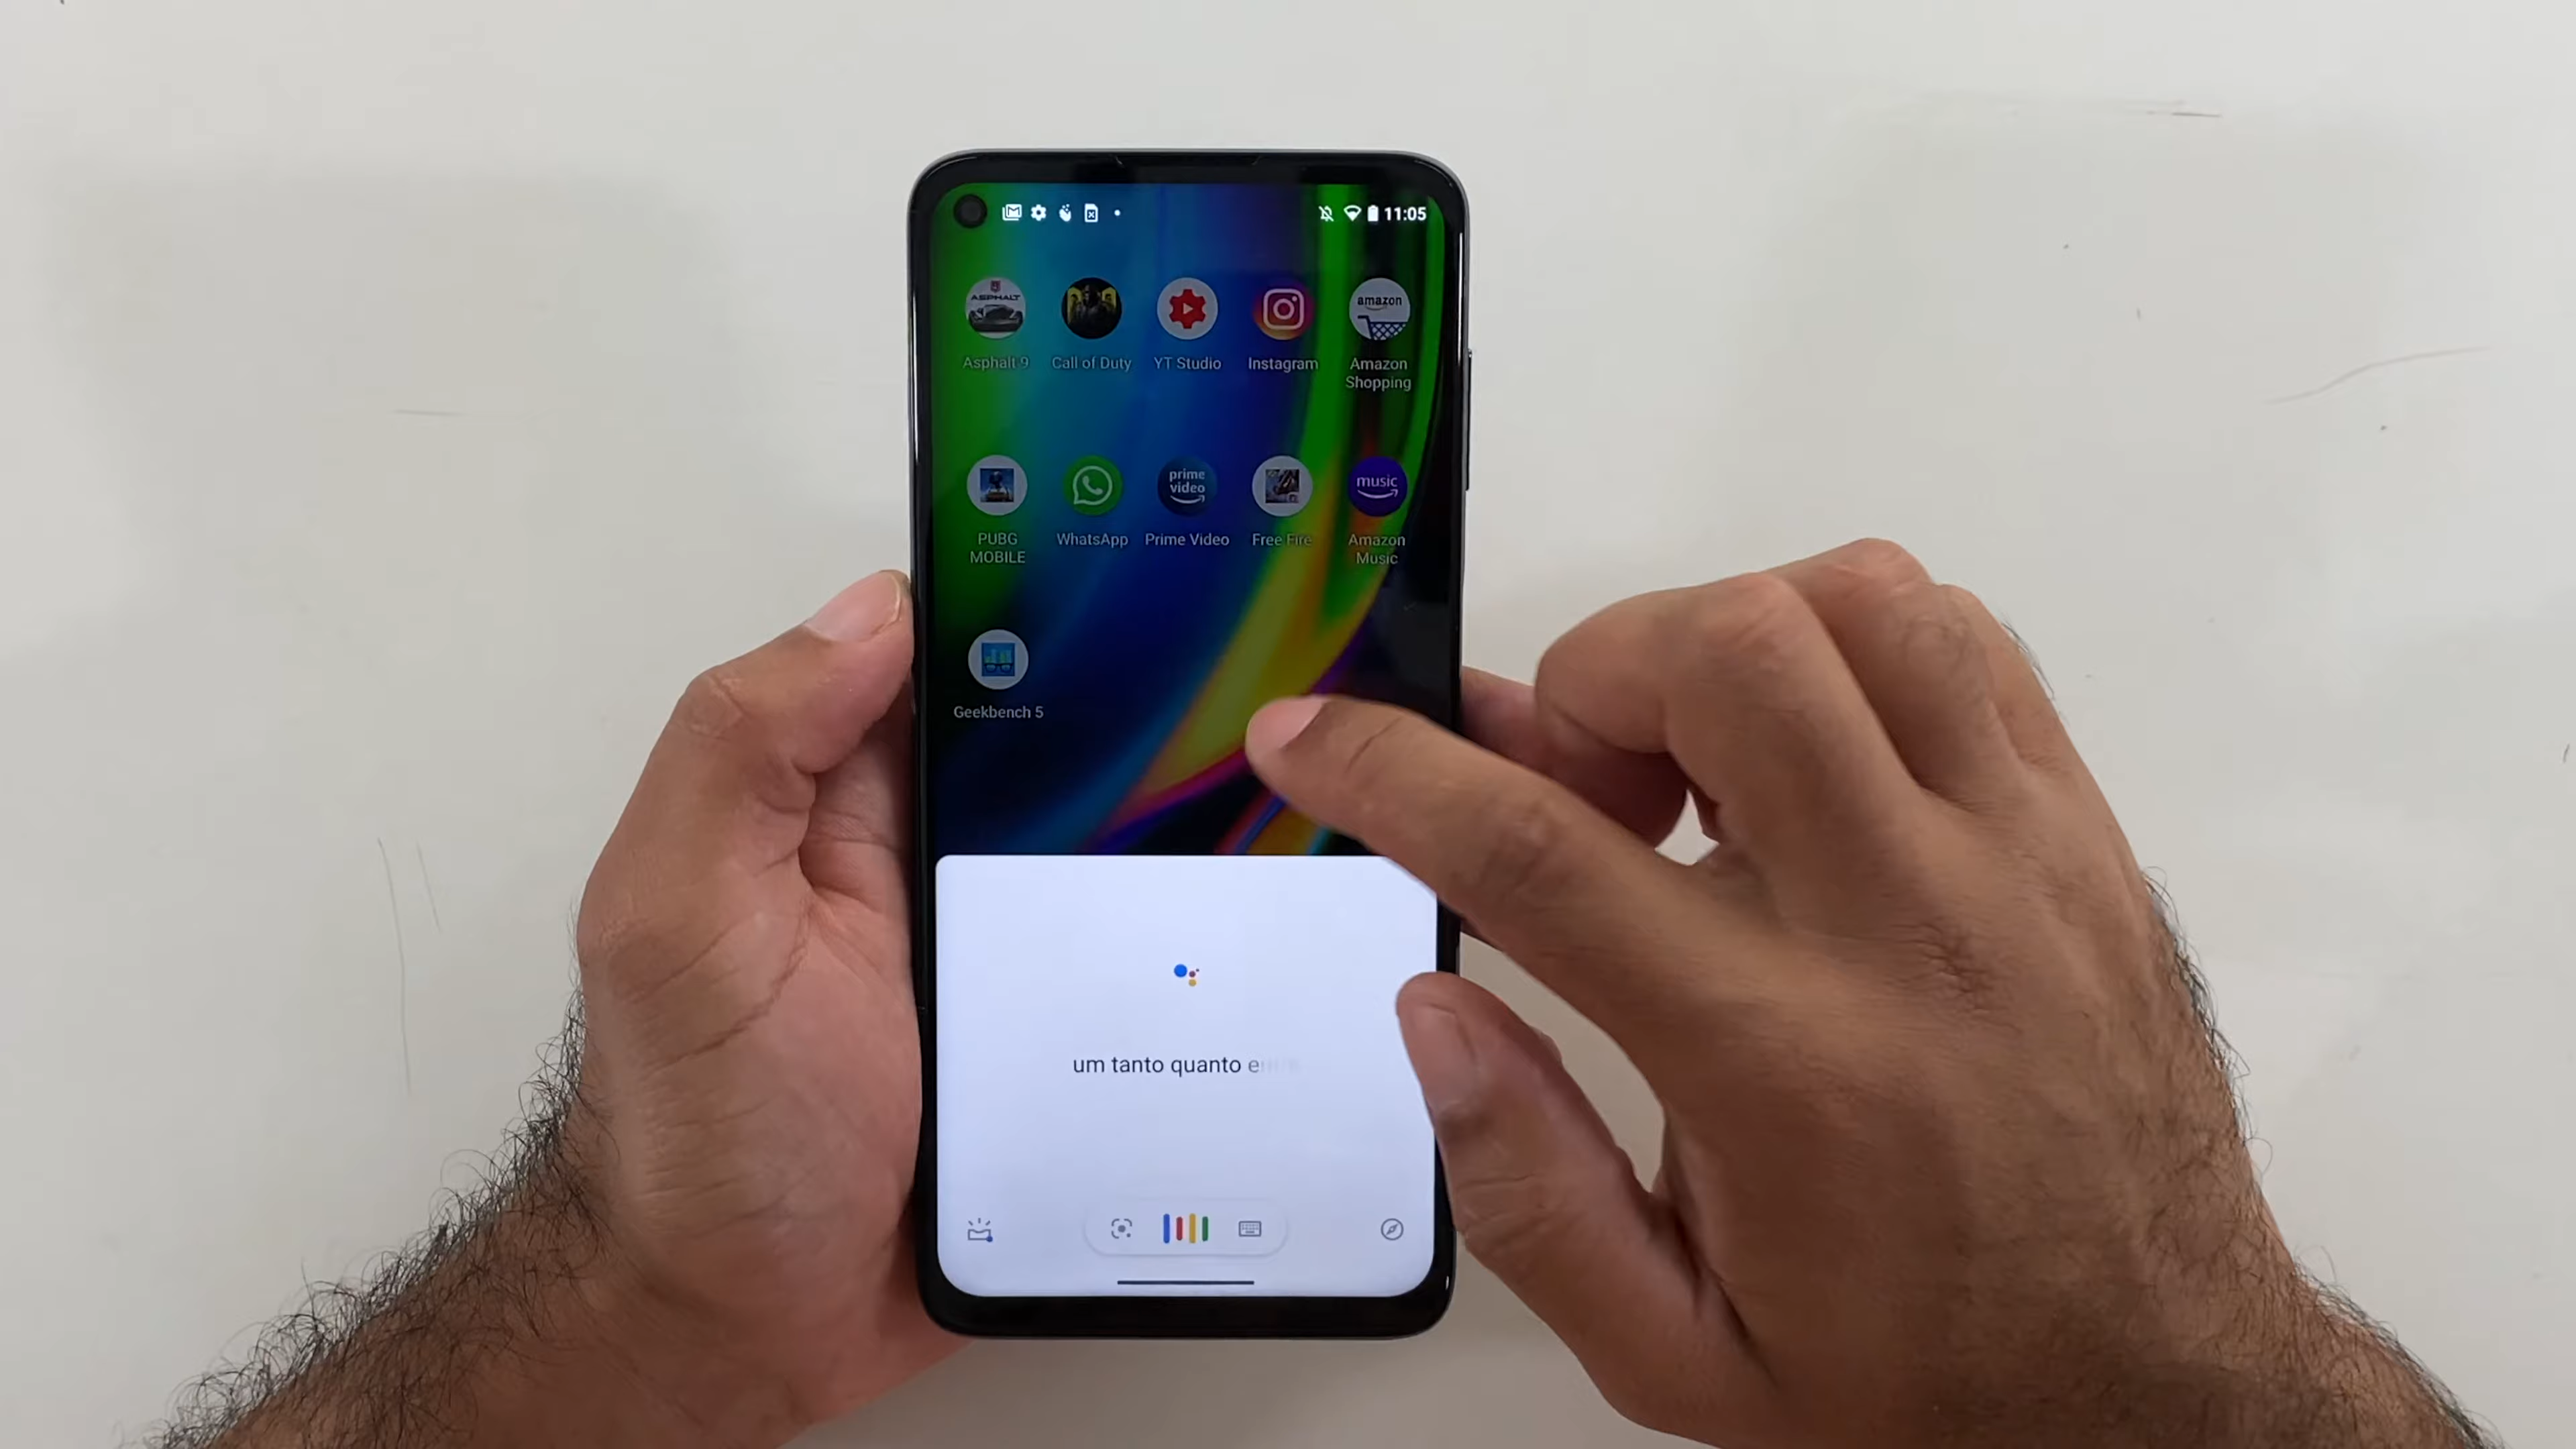 11:05
ASPHALT
amazon
Asphalt 9
Call of Duty
YT Studio
Instagram
Amazon
Shopping
prime
video
music
PUBG
MOBILE
WhatsApp
Prime Video
Free Fire
Amazon
Music
Geekbench 5
um tanto quanto